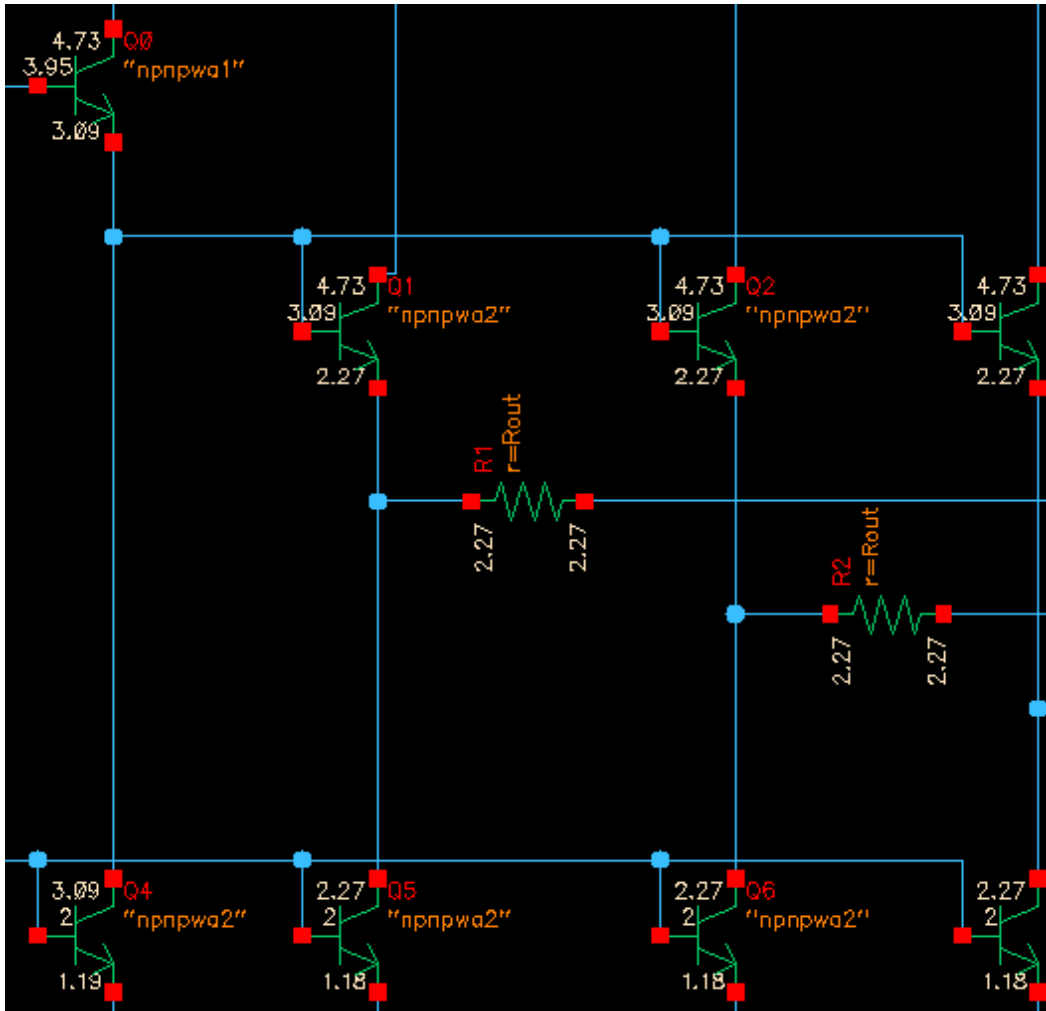 4.73 Q0
3.95 "npnpwa1"
3.09
4.73 Q1
3.09 "npnpwa2"
2.27
4.73 Q2
3.09 "npnpwa2"
2.27
4.73
3.09
2.27
R1
r=Rout
2.27
2.27
R2
r=Rout
2.27
2.27
3.09 Q4
2 "npnpwa2"
1.19
2.27 Q5
2 "npnpwa2"
1.18
2.27 Q6
2 "npnpwa2"
1.18
2.27
2
1.18